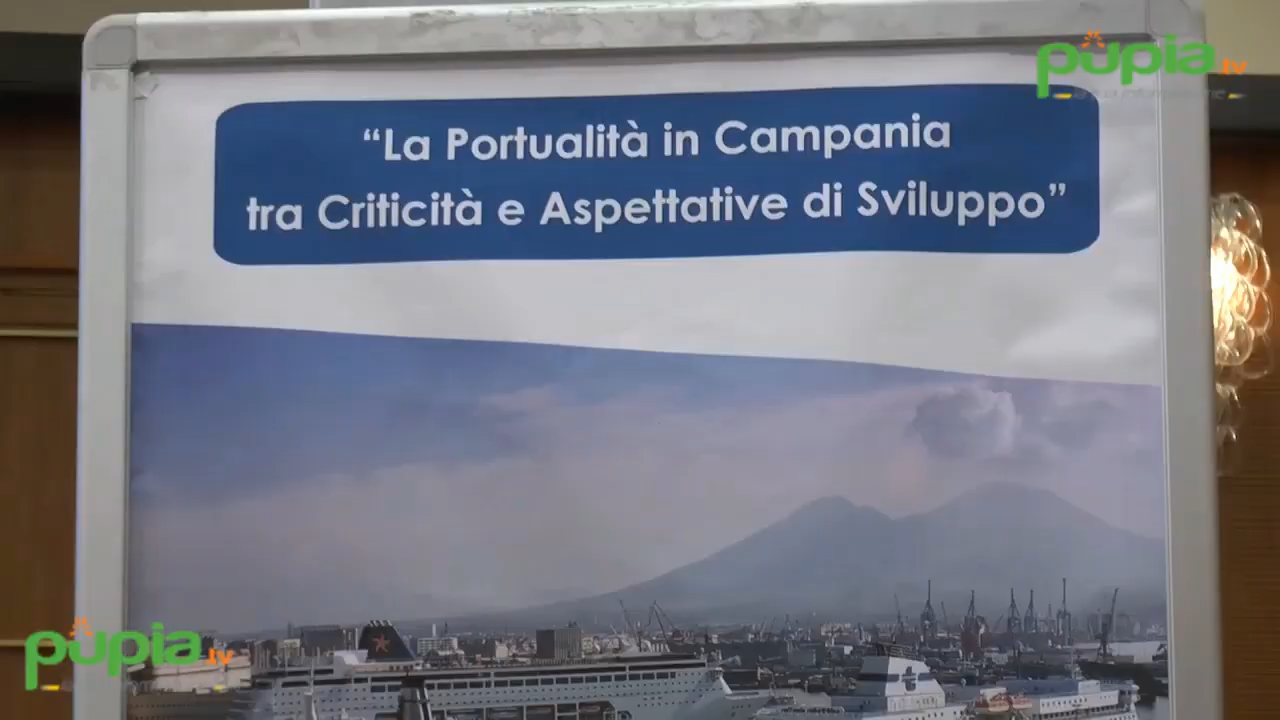 pupia.tv
“La Portualità in Campania
tra Criticità e Aspettative di Sviluppo”
pupia.tv